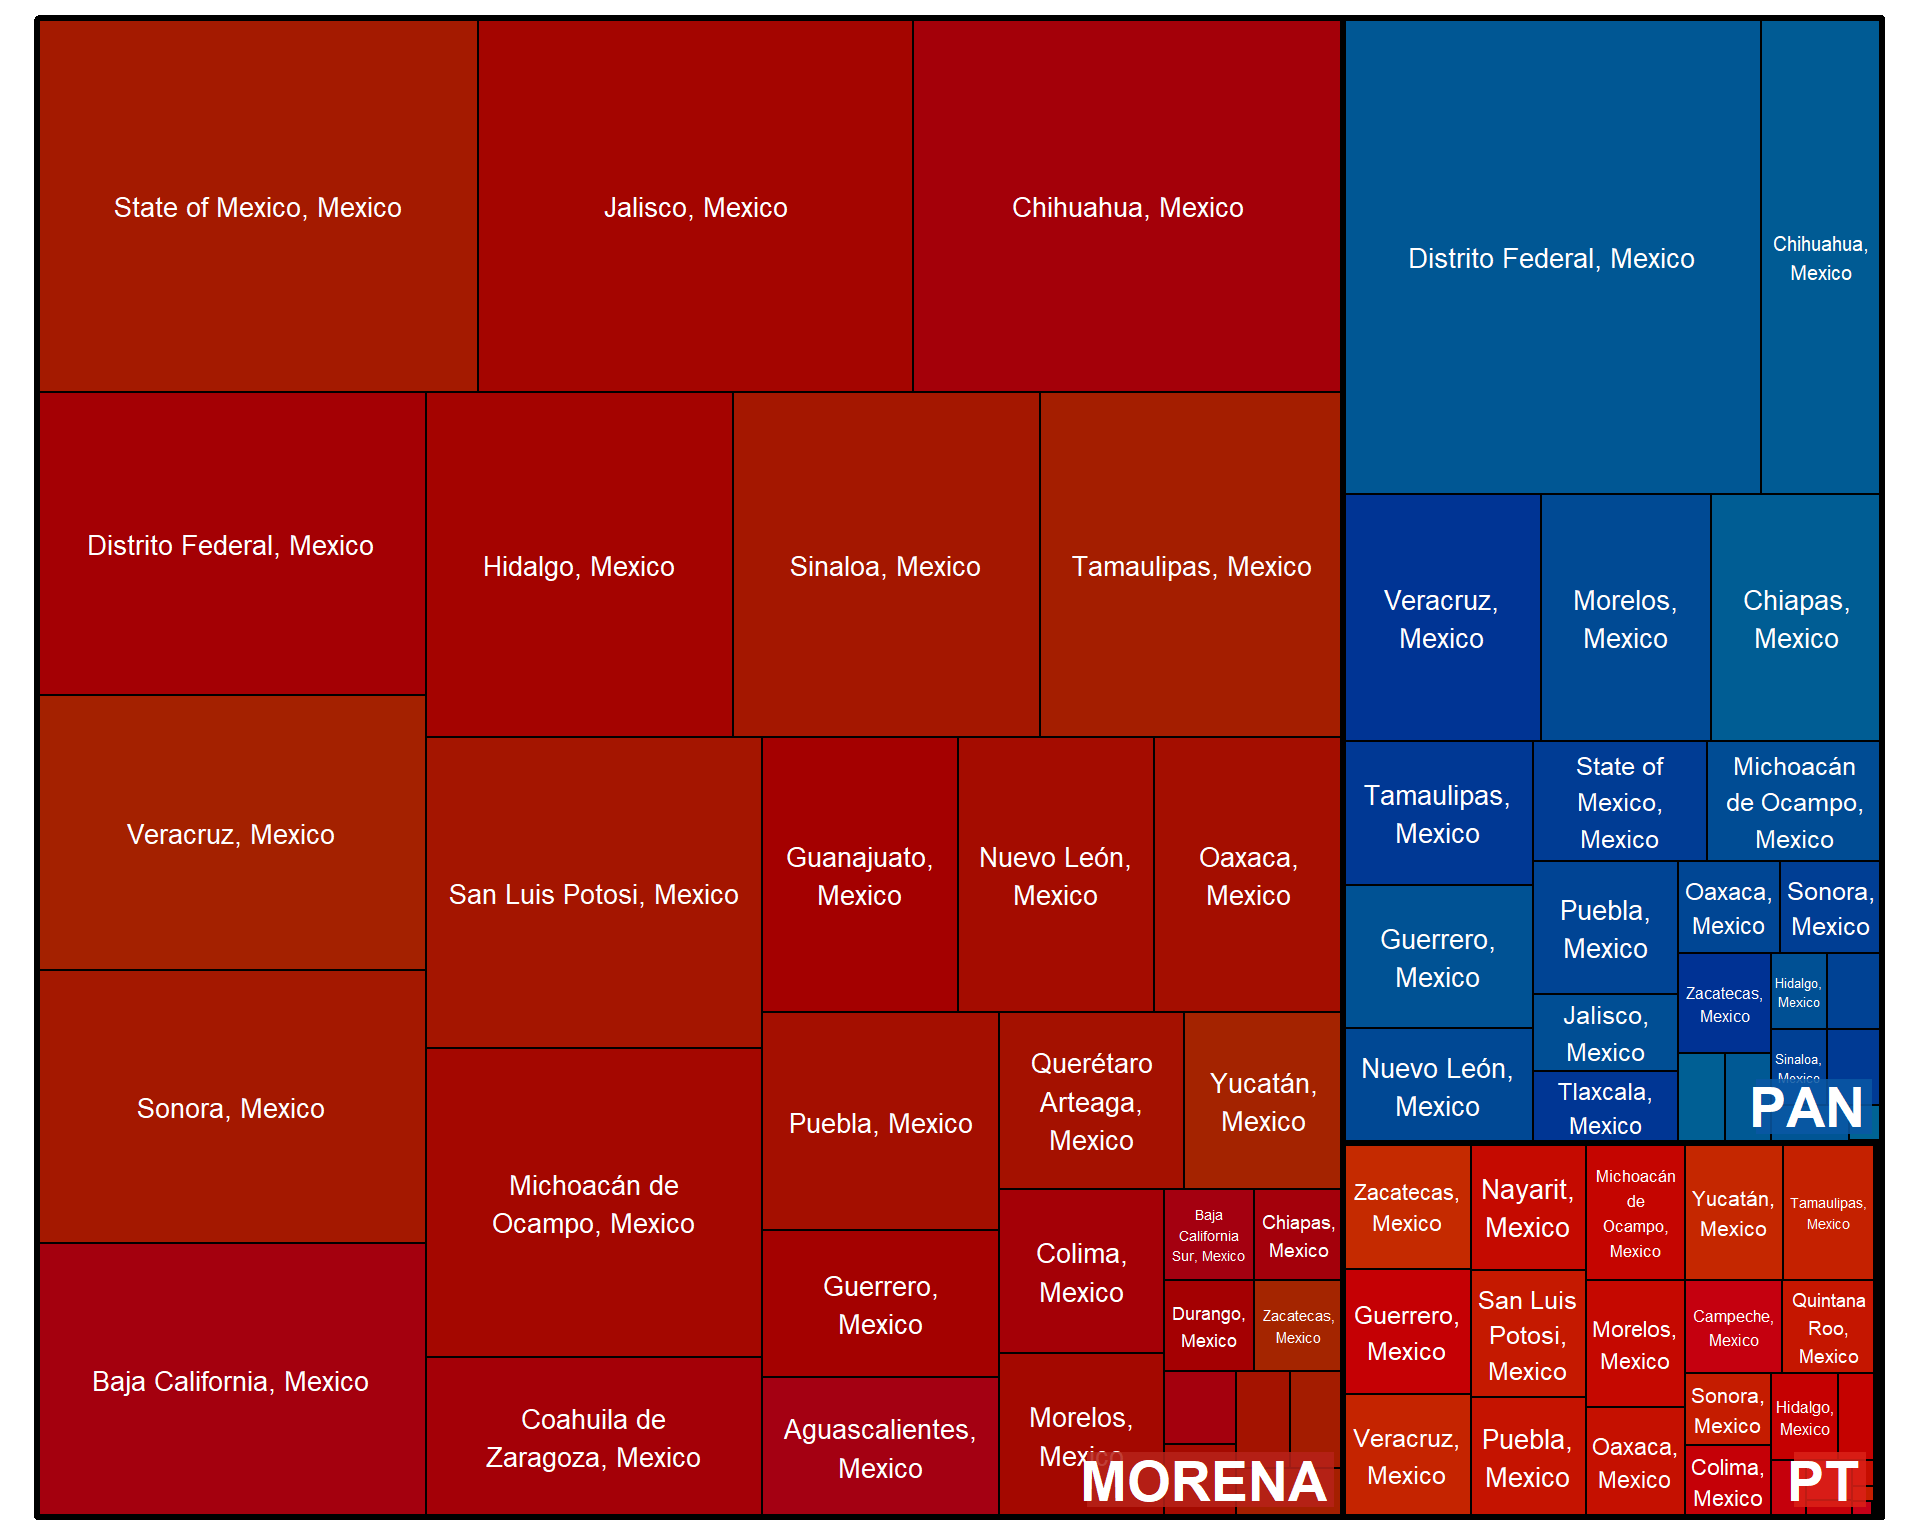 State of Mexico, Mexico
Jalisco, Mexico
Chihuahua, Mexico
Distrito Federal, Mexico
Hidalgo, Mexico
Sinaloa, Mexico
Tamaulipas, Mexico
Veracruz, Mexico
Sonora, Mexico
Baja California, Mexico
San Luis Potosi, Mexico
Michoacán de
Ocampo, Mexico
Coahuila de
Zaragoza, Mexico
Guanajuato,
Mexico
Nuevo León,
Mexico
Oaxaca,
Mexico
Puebla, Mexico
Guerrero,
Mexico
Aguascalientes,
Mexico
Querétaro
Arteaga,
Mexico
Yucatán,
Mexico
Colima,
Mexico
Morelos,
Mexico
Baja
California
Sur, Mexico
Chiapas,
Mexico
Durango,
Mexico
Zacatecas,
Mexico
MORENA
Distrito Federal, Mexico
Chihuahua,
Mexico
Veracruz,
Mexico
Morelos,
Mexico
Chiapas,
Mexico
Tamaulipas,
Mexico
State of
Mexico,
Mexico
Michoacán
de Ocampo,
Mexico
Guerrero,
Mexico
Nuevo León,
Mexico
Puebla,
Mexico
Jalisco,
Mexico
Tlaxcala,
Mexico
Oaxaca,
Mexico
Sonora,
Mexico
Zacatecas,
Mexico
Hidalgo,
Mexico
Sinaloa,
Mexico
PAN
Zacatecas,
Mexico
Guerrero,
Mexico
Veracruz,
Mexico
Nayarit,
Mexico
San Luis
Potosi,
Mexico
Puebla,
Mexico
Michoacán
de
Ocampo,
Mexico
Morelos,
Mexico
Oaxaca,
Mexico
Yucatán,
Mexico
Tamaulipas,
Mexico
Campeche,
Mexico
Quintana
Roo,
Mexico
Sonora,
Mexico
Colima,
Mexico
Hidalgo,
Mexico
PT